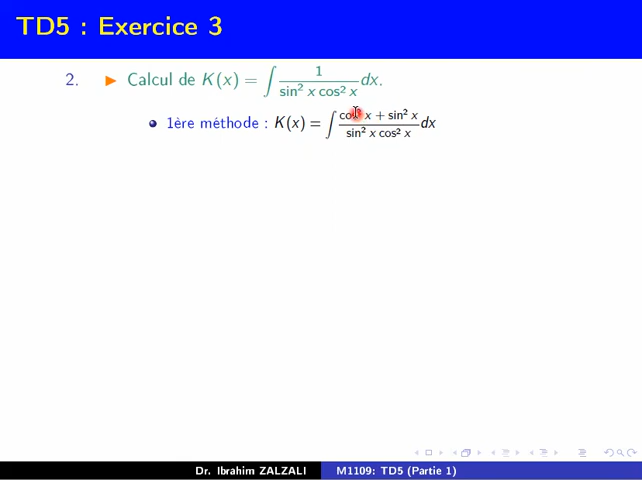 TD5 : Exercice 3
2. ► Calcul de K(x) = ∫ 1 / (sin² x cos² x) dx.
• 1ère méthode : K(x) = ∫ (cos² x + sin² x) / (sin² x cos² x) dx
Dr. Ibrahim ZALZALI M1109: TD5 (Partie 1)